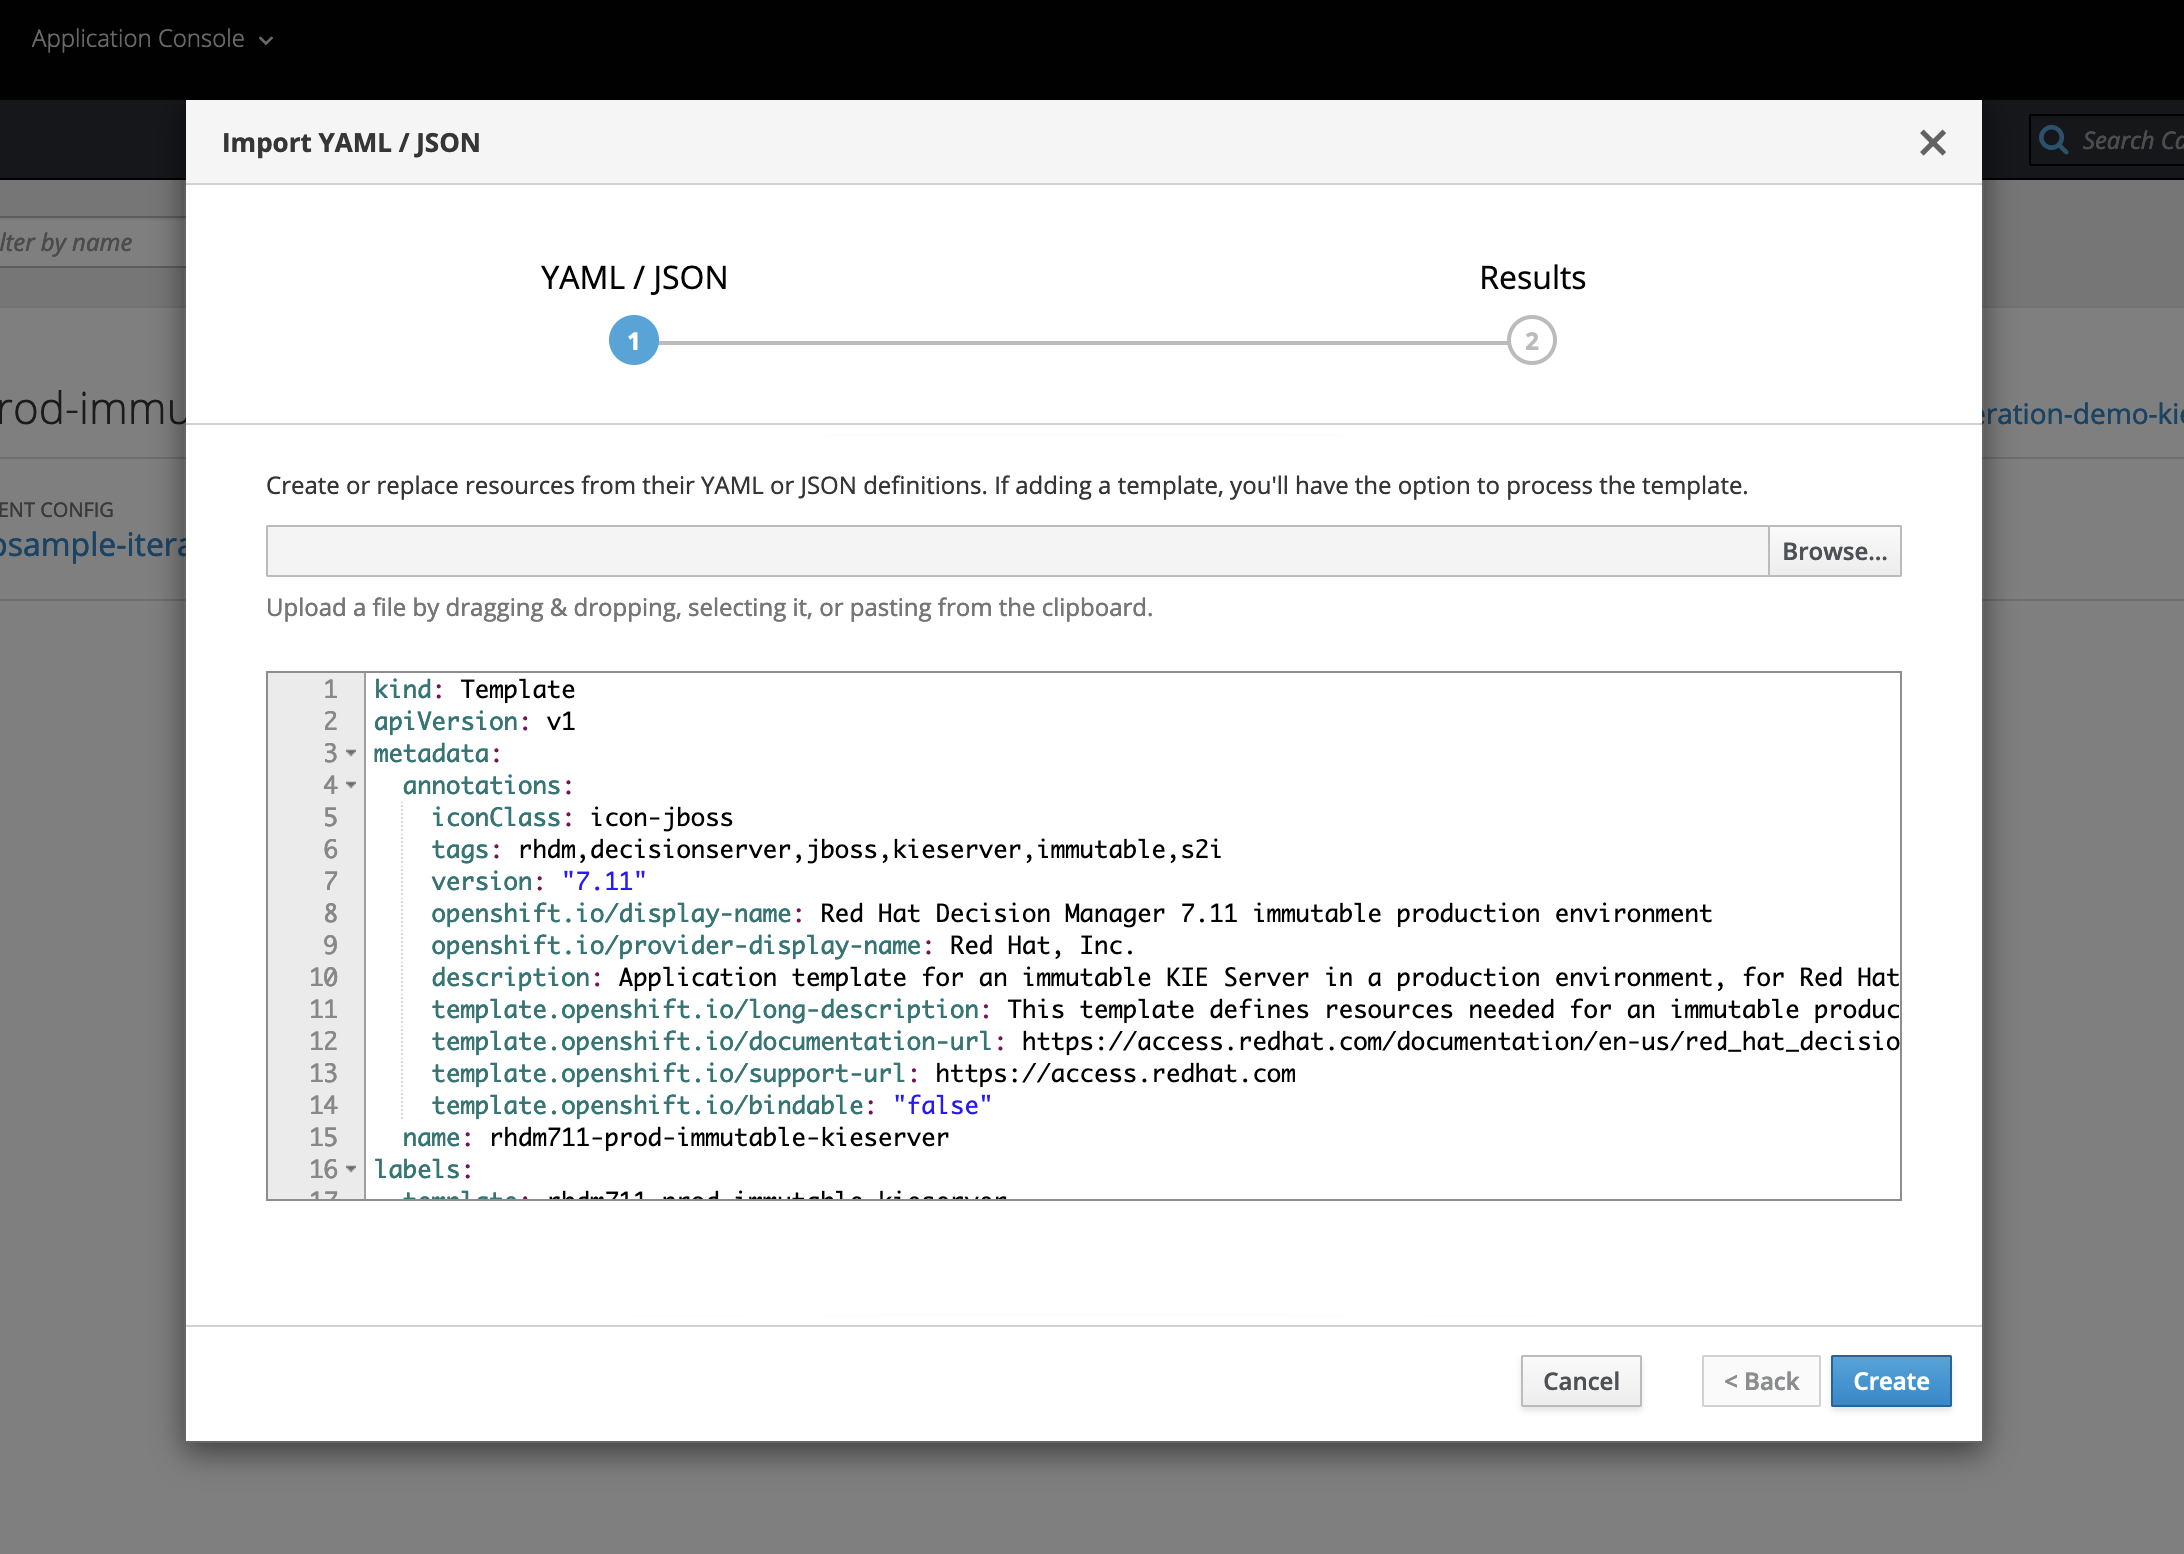 Application Console
Import YAML / JSON
Search
lter by name
YAML / JSON
Results
1
2
rod-immu
eration-demo-kie
Create or replace resources from their YAML or JSON definitions. If adding a template, you'll have the option to process the template.
ENT CONFIG
psample-itera
Browse...
Upload a file by dragging & dropping, selecting it, or pasting from the clipboard.
1 kind: Template
2 apiVersion: v1
3 metadata:
4 annotations:
5 iconClass: icon-jboss
6 tags: rhdm,decisionserver,jboss,kieserver,immutable,s2i
7 version: "7.11"
8 openshift.io/display-name: Red Hat Decision Manager 7.11 immutable production environment
9 openshift.io/provider-display-name: Red Hat, Inc.
10 description: Application template for an immutable KIE Server in a production environment, for Red Hat
11 template.openshift.io/long-description: This template defines resources needed for an immutable produc
12 template.openshift.io/documentation-url: https://access.redhat.com/documentation/en-us/red_hat_decisio
13 template.openshift.io/support-url: https://access.redhat.com
14 template.openshift.io/bindable: "false"
15 name: rhdm711-prod-immutable-kieserver
16 labels:
17 template: rhdm711-prod-immutable-kieserver
Cancel
< Back
Create